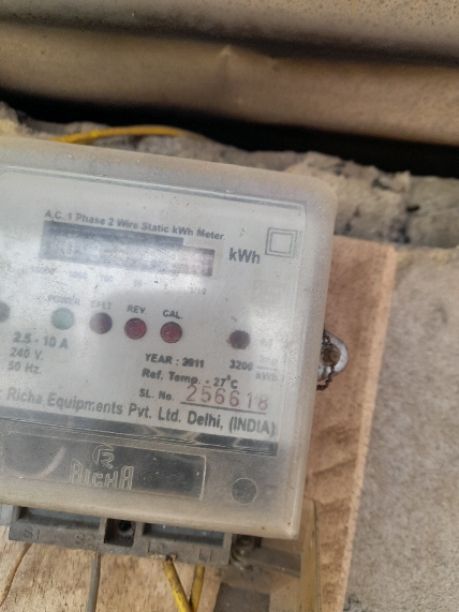 A.C. 1 Phase 2 Wire Static kWh Meter
kWh
POWER REV. CAL.
2.5 - 10 A
240 V.
50 Hz.
YEAR : 2011 3200
Ref. Temp. - 27°C
SL. No. 256618
Richa Equipments Pvt. Ltd. Delhi, (INDIA)
RICHA